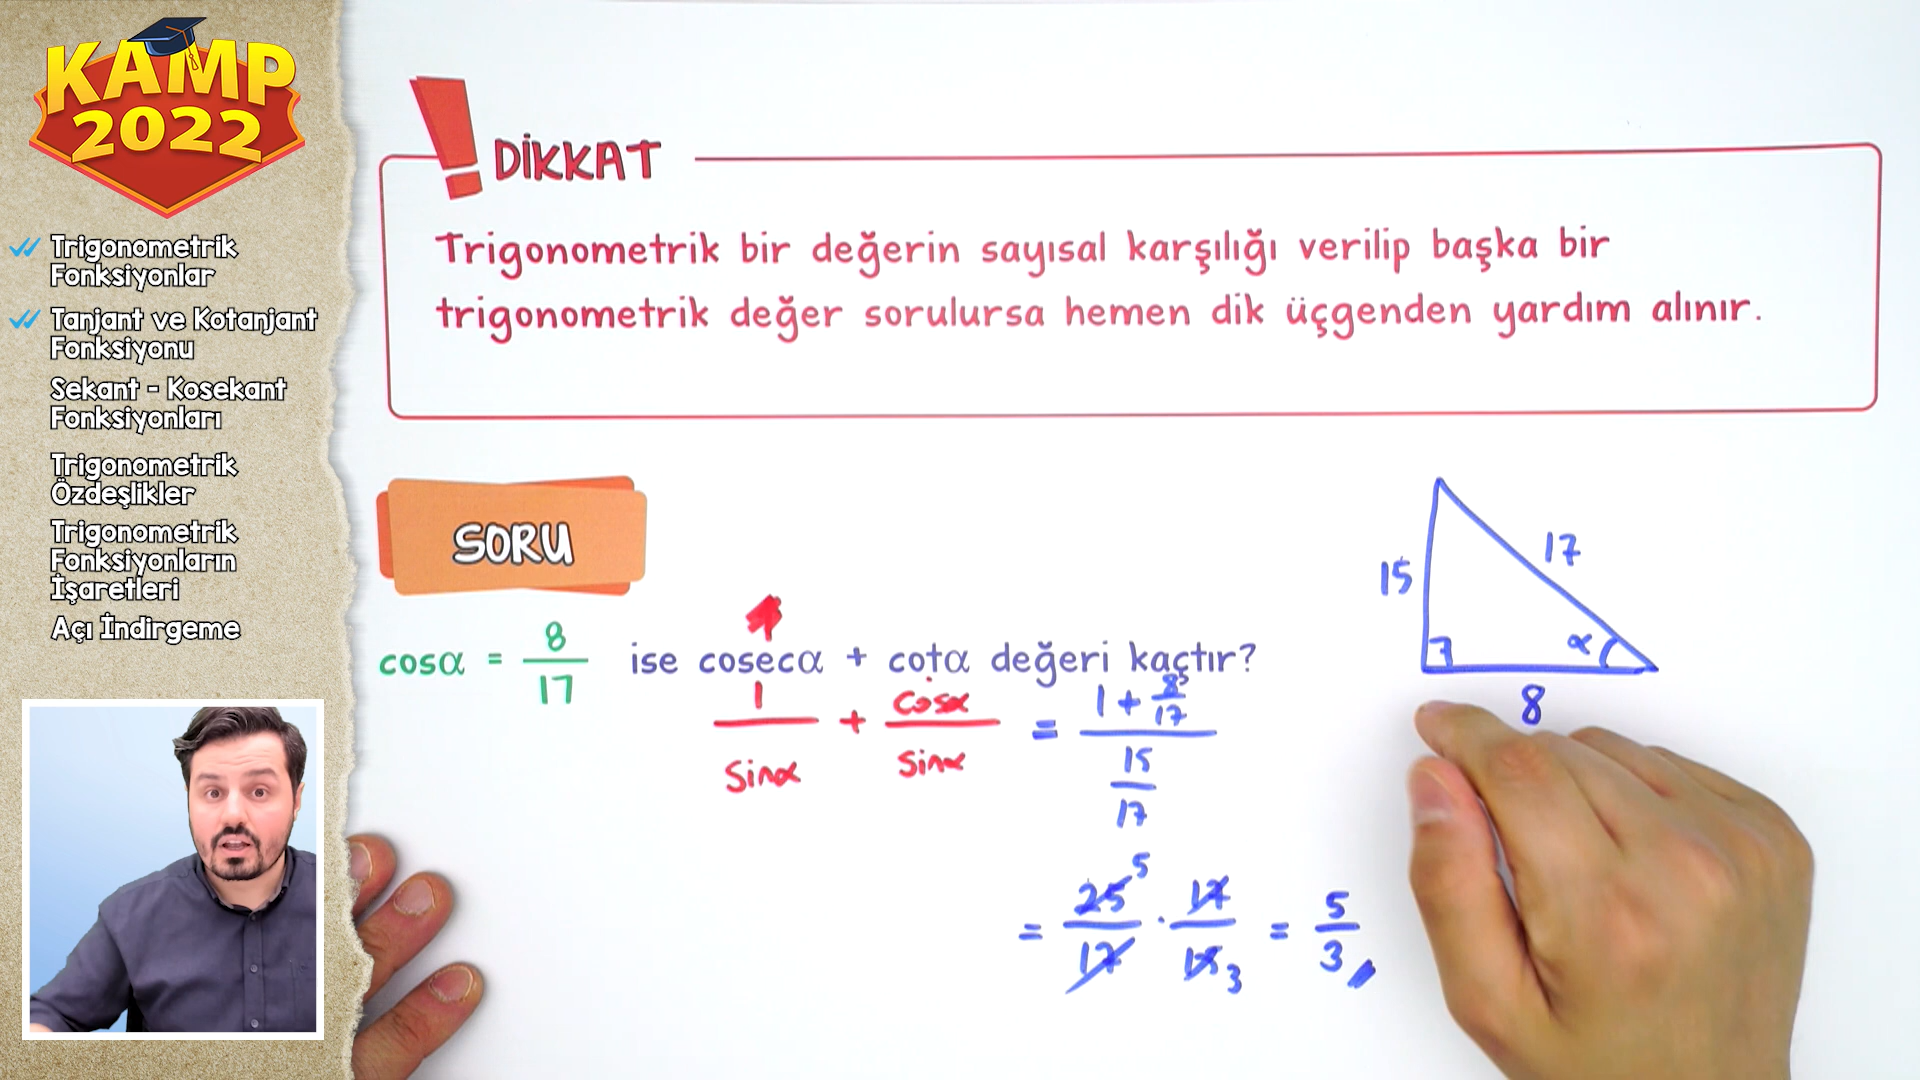 KAMP
2022
Trigonometrik
Fonksiyonlar
Tanjant ve Kotanjant
Fonksiyonu
Sekant - Kosekant
Fonksiyonları
Trigonometrik
Özdeşlikler
Trigonometrik
Fonksiyonların
İşaretleri
Açı İndirgeme
DİKKAT
Trigonometrik bir değerin sayısal karşılığı verilip başka bir
trigonometrik değer sorulursa hemen dik üçgenden yardım alınır.
SORU
cosα = 8/17 ise cosecα + cotα değeri kaçtır?
1/sinα + cosα/sinα = (1 + 8/17)/(15/17)
= 25/17 · 17/15 = 5/3
5
3
15
17
α
8